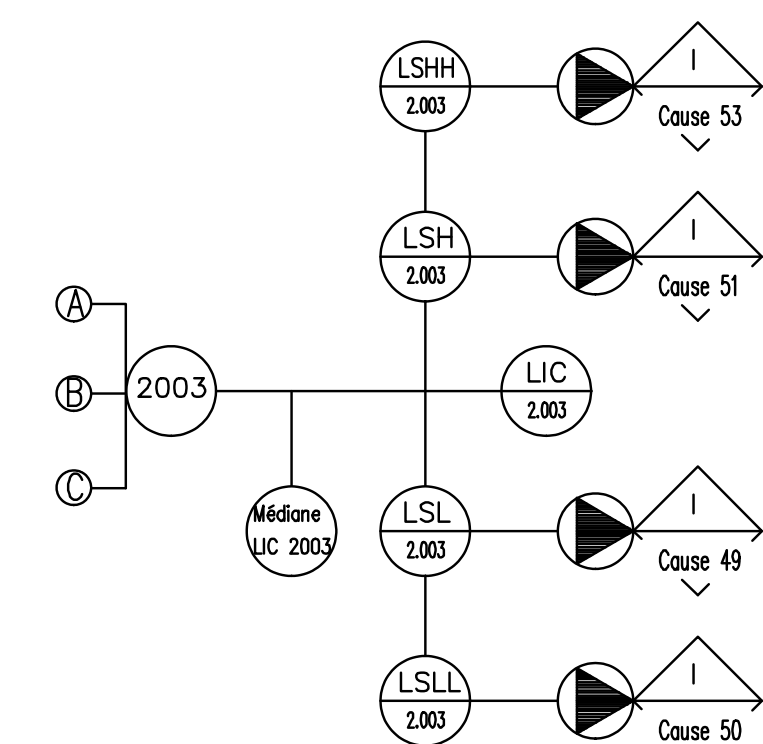 LSHH
2.003
I
Cause 53
LSH
2.003
I
Cause 51
A
B
C
2003
LIC
2.003
Médiane
LIC 2003
LSL
2.003
I
Cause 49
LSLL
2.003
I
Cause 50